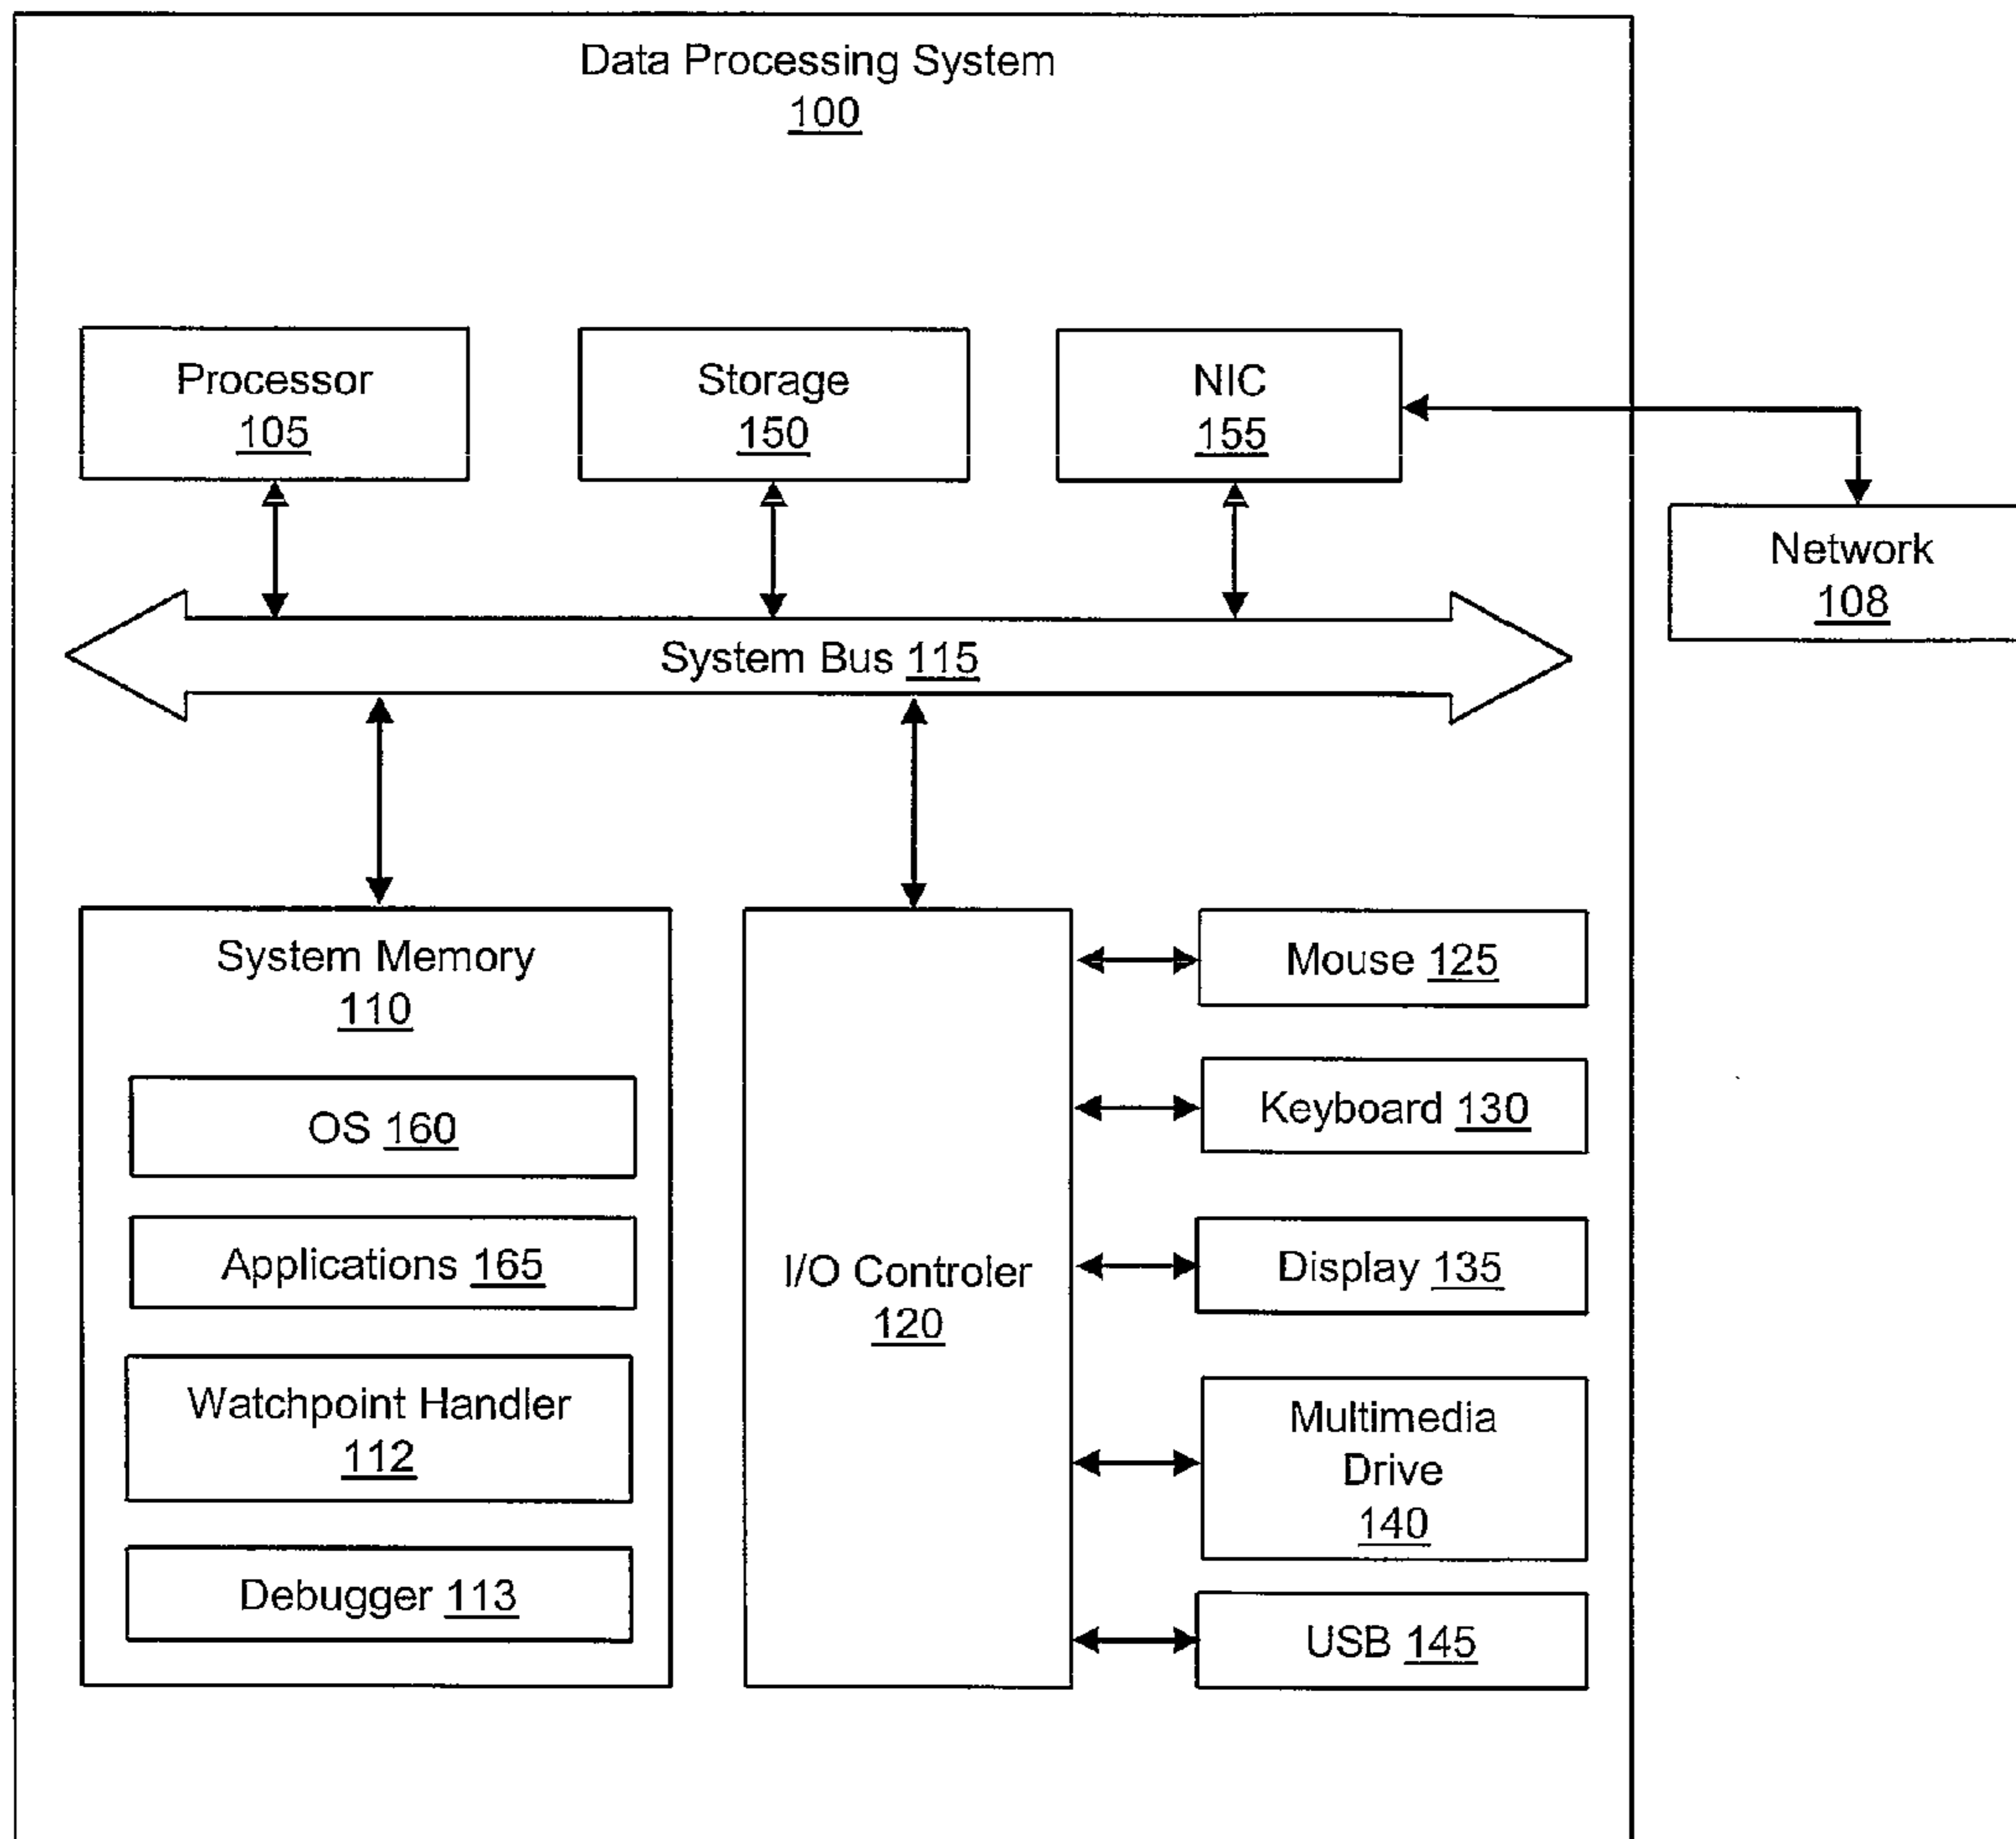 Data Processing System
100
Processor
105
Storage
150
NIC
155
Network
108
System Bus 115
System Memory
110
OS 160
Applications 165
Watchpoint Handler
112
Debugger 113
I/O Controler
120
Mouse 125
Keyboard 130
Display 135
Multimedia
Drive
140
USB 145